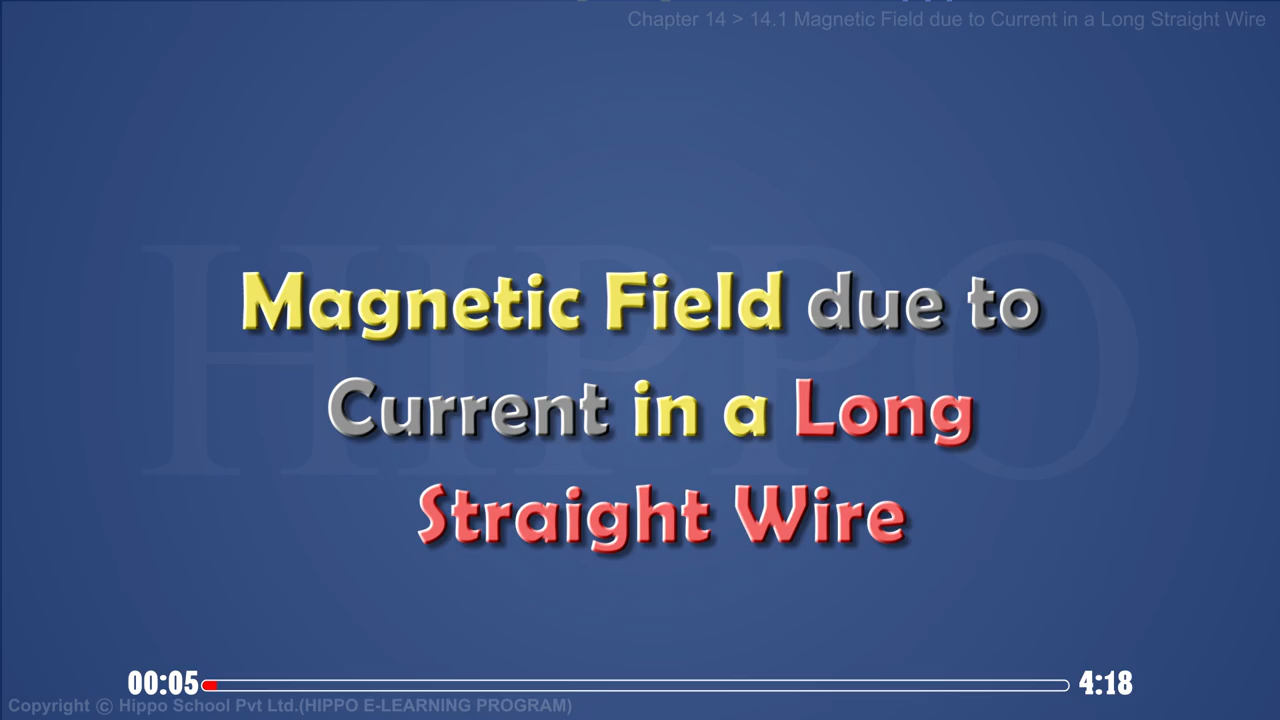 Chapter 14 > 14.1 Magnetic Field due to Current in a Long Straight Wire
HIPPO
Magnetic Field due to
Current in a Long
Straight Wire
00:05 4:18
Copyright © Hippo School Pvt Ltd.(HIPPO E-LEARNING PROGRAM)